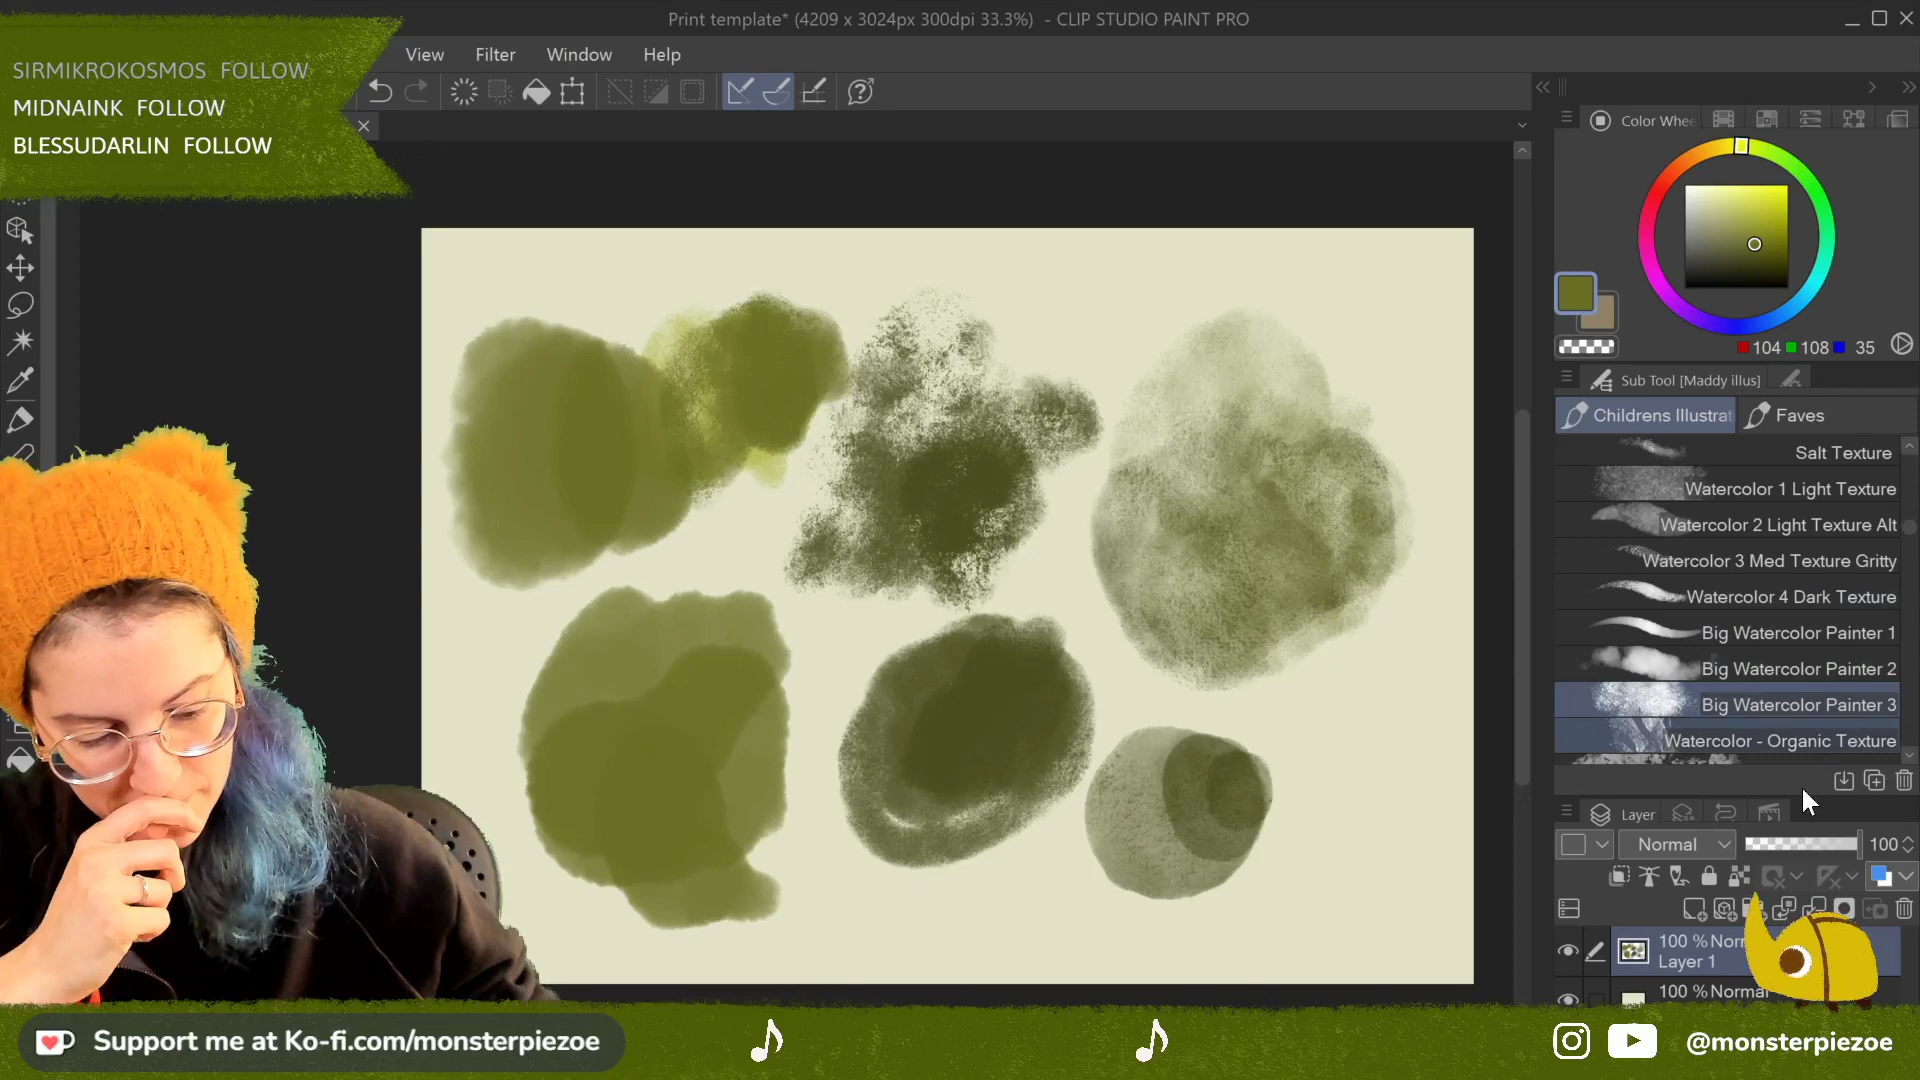 Print template* (4209 x 3024px 300dpi 33.3%) - CLIP STUDIO PAINT PRO
SIRMIKROKOSMOS FOLLOW
MIDNAINK FOLLOW
BLESSUDARLIN FOLLOW
View Filter Window Help
Color Whee
104 108 35
Sub Tool [Maddy illus]
Childrens Illustrat Faves
Salt Texture
Watercolor 1 Light Texture
Watercolor 2 Light Texture Alt
Watercolor 3 Med Texture Gritty
Watercolor 4 Dark Texture
Big Watercolor Painter 1
Big Watercolor Painter 2
Big Watercolor Painter 3
Watercolor - Organic Texture
Layer
Normal 100
100 % Nor
Layer 1
100 % Normal
Support me at Ko-fi.com/monsterpiezoe
@monsterpiezoe